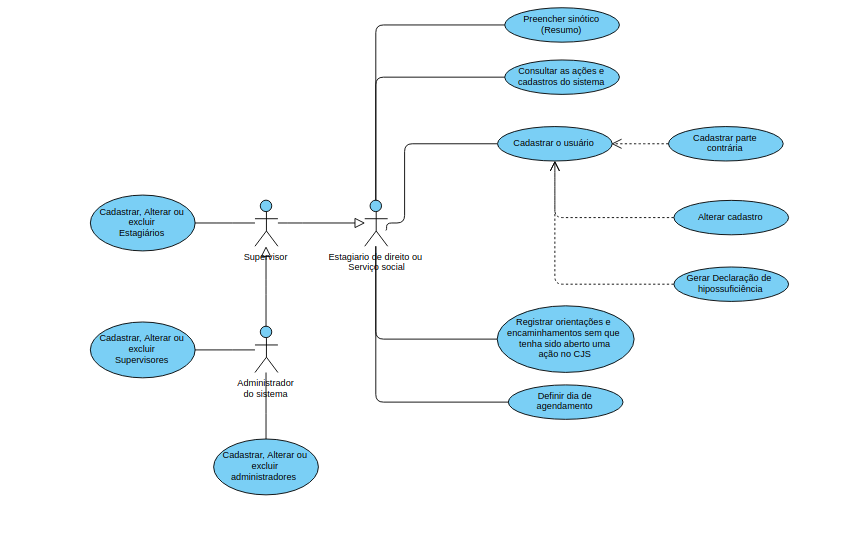 Preencher sinótico
(Resumo)
Consultar as ações e
cadastros do sistema
Cadastrar o usuário
Cadastrar parte
contrária
Cadastrar, Alterar ou
excluir
Estagiários
Alterar cadastro
Supervisor
Estagiario de direito ou
Serviço social
Gerar Declaração de
hipossuficiência
Registrar orientações e
encaminhamentos sem que
tenha sido aberto uma
ação no CJS
Cadastrar, Alterar ou
excluir
Supervisores
Administrador
do sistema
Definir dia de
agendamento
Cadastrar, Alterar ou
excluir
administradores